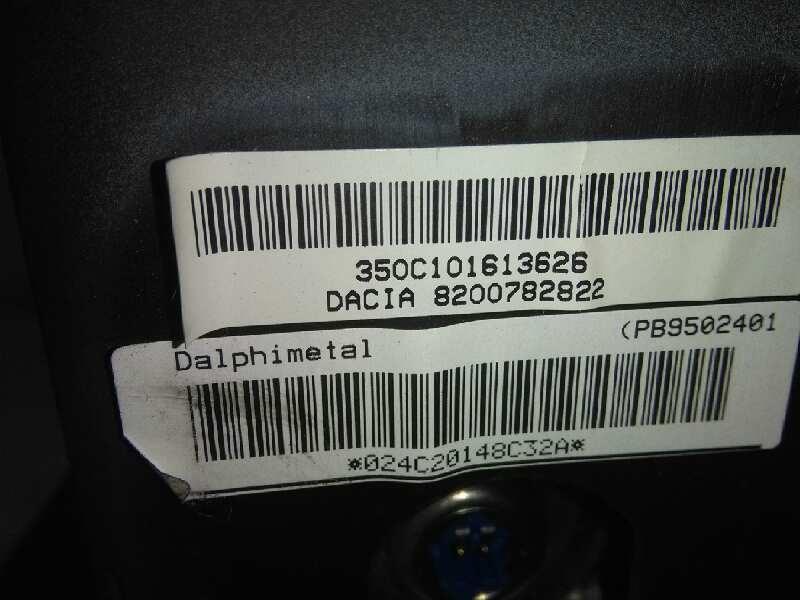 350C101613626
DACIA 8200782822
Dalphimetal (PB9502401
*024C20148C32A*